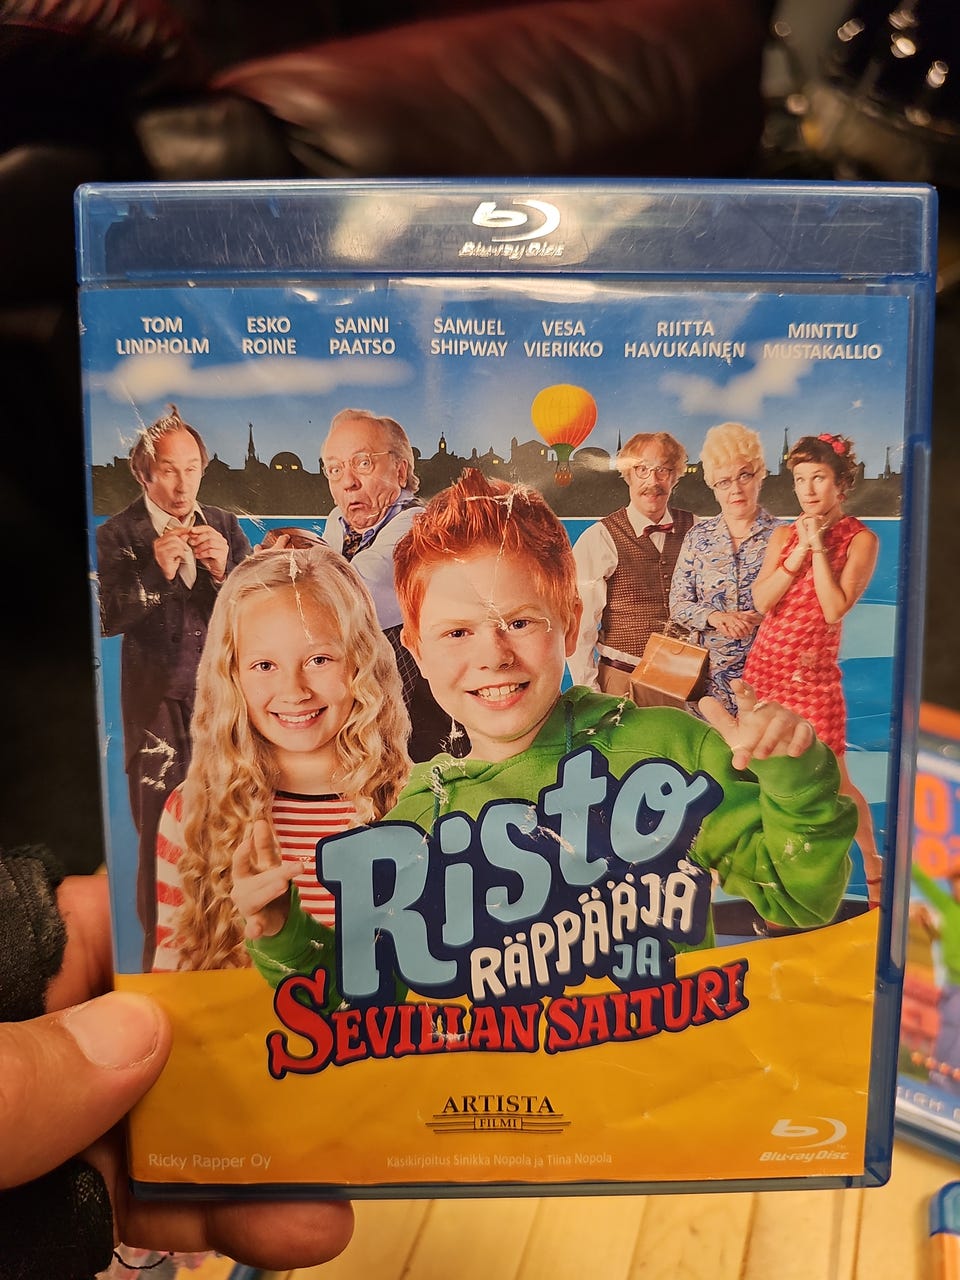 Blu-ray Disc
TOM LINDHOLM
ESKO ROINE
SANNI PAATSO
SAMUEL SHIPWAY
VESA VIERIKKO
RIITTA HAVUKAINEN
MINTTU MUSTAKALLIO
Risto
RÄPPÄÄJÄ
JA
SEVILLAN SAITURI
ARTISTA
FILMI
Blu-ray Disc
Ricky Rapper Oy
Käsikirjoitus Sinikka Nopola ja Tiina Nopola